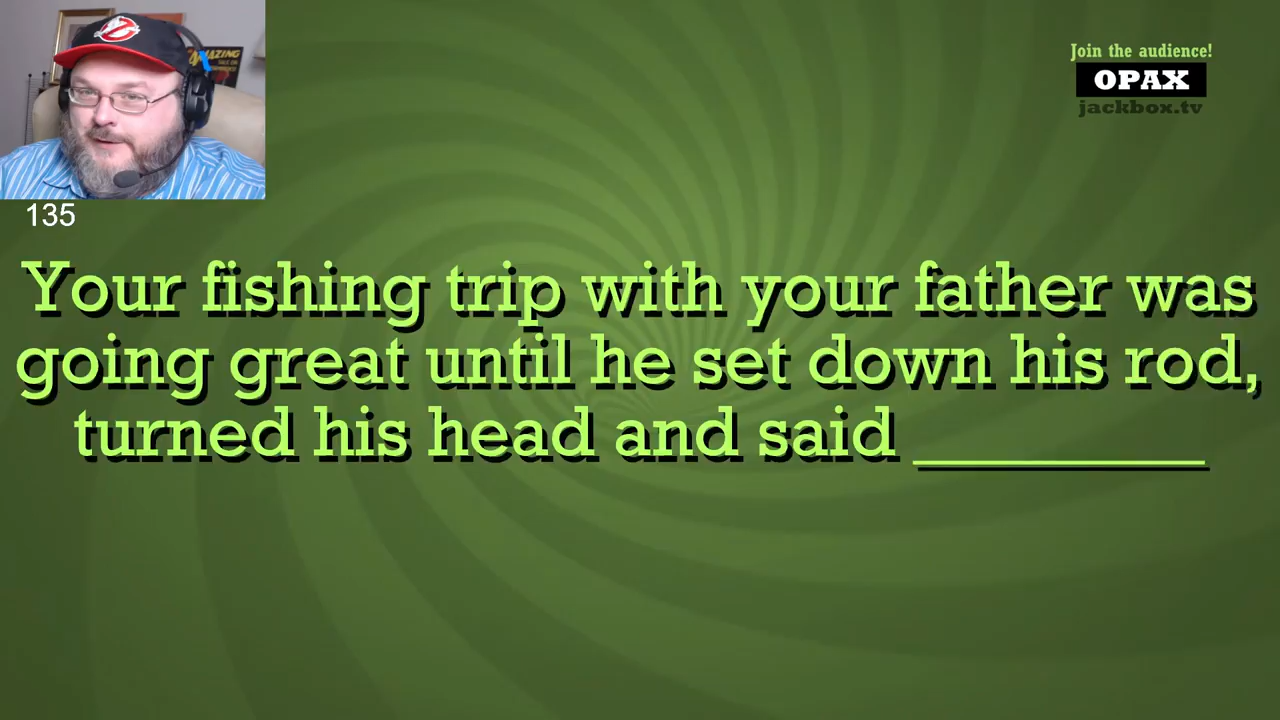 AMAZING
Join the audience!
OPAX
jackbox.tv
135
Your fishing trip with your father was
going great until he set down his rod,
turned his head and said ________